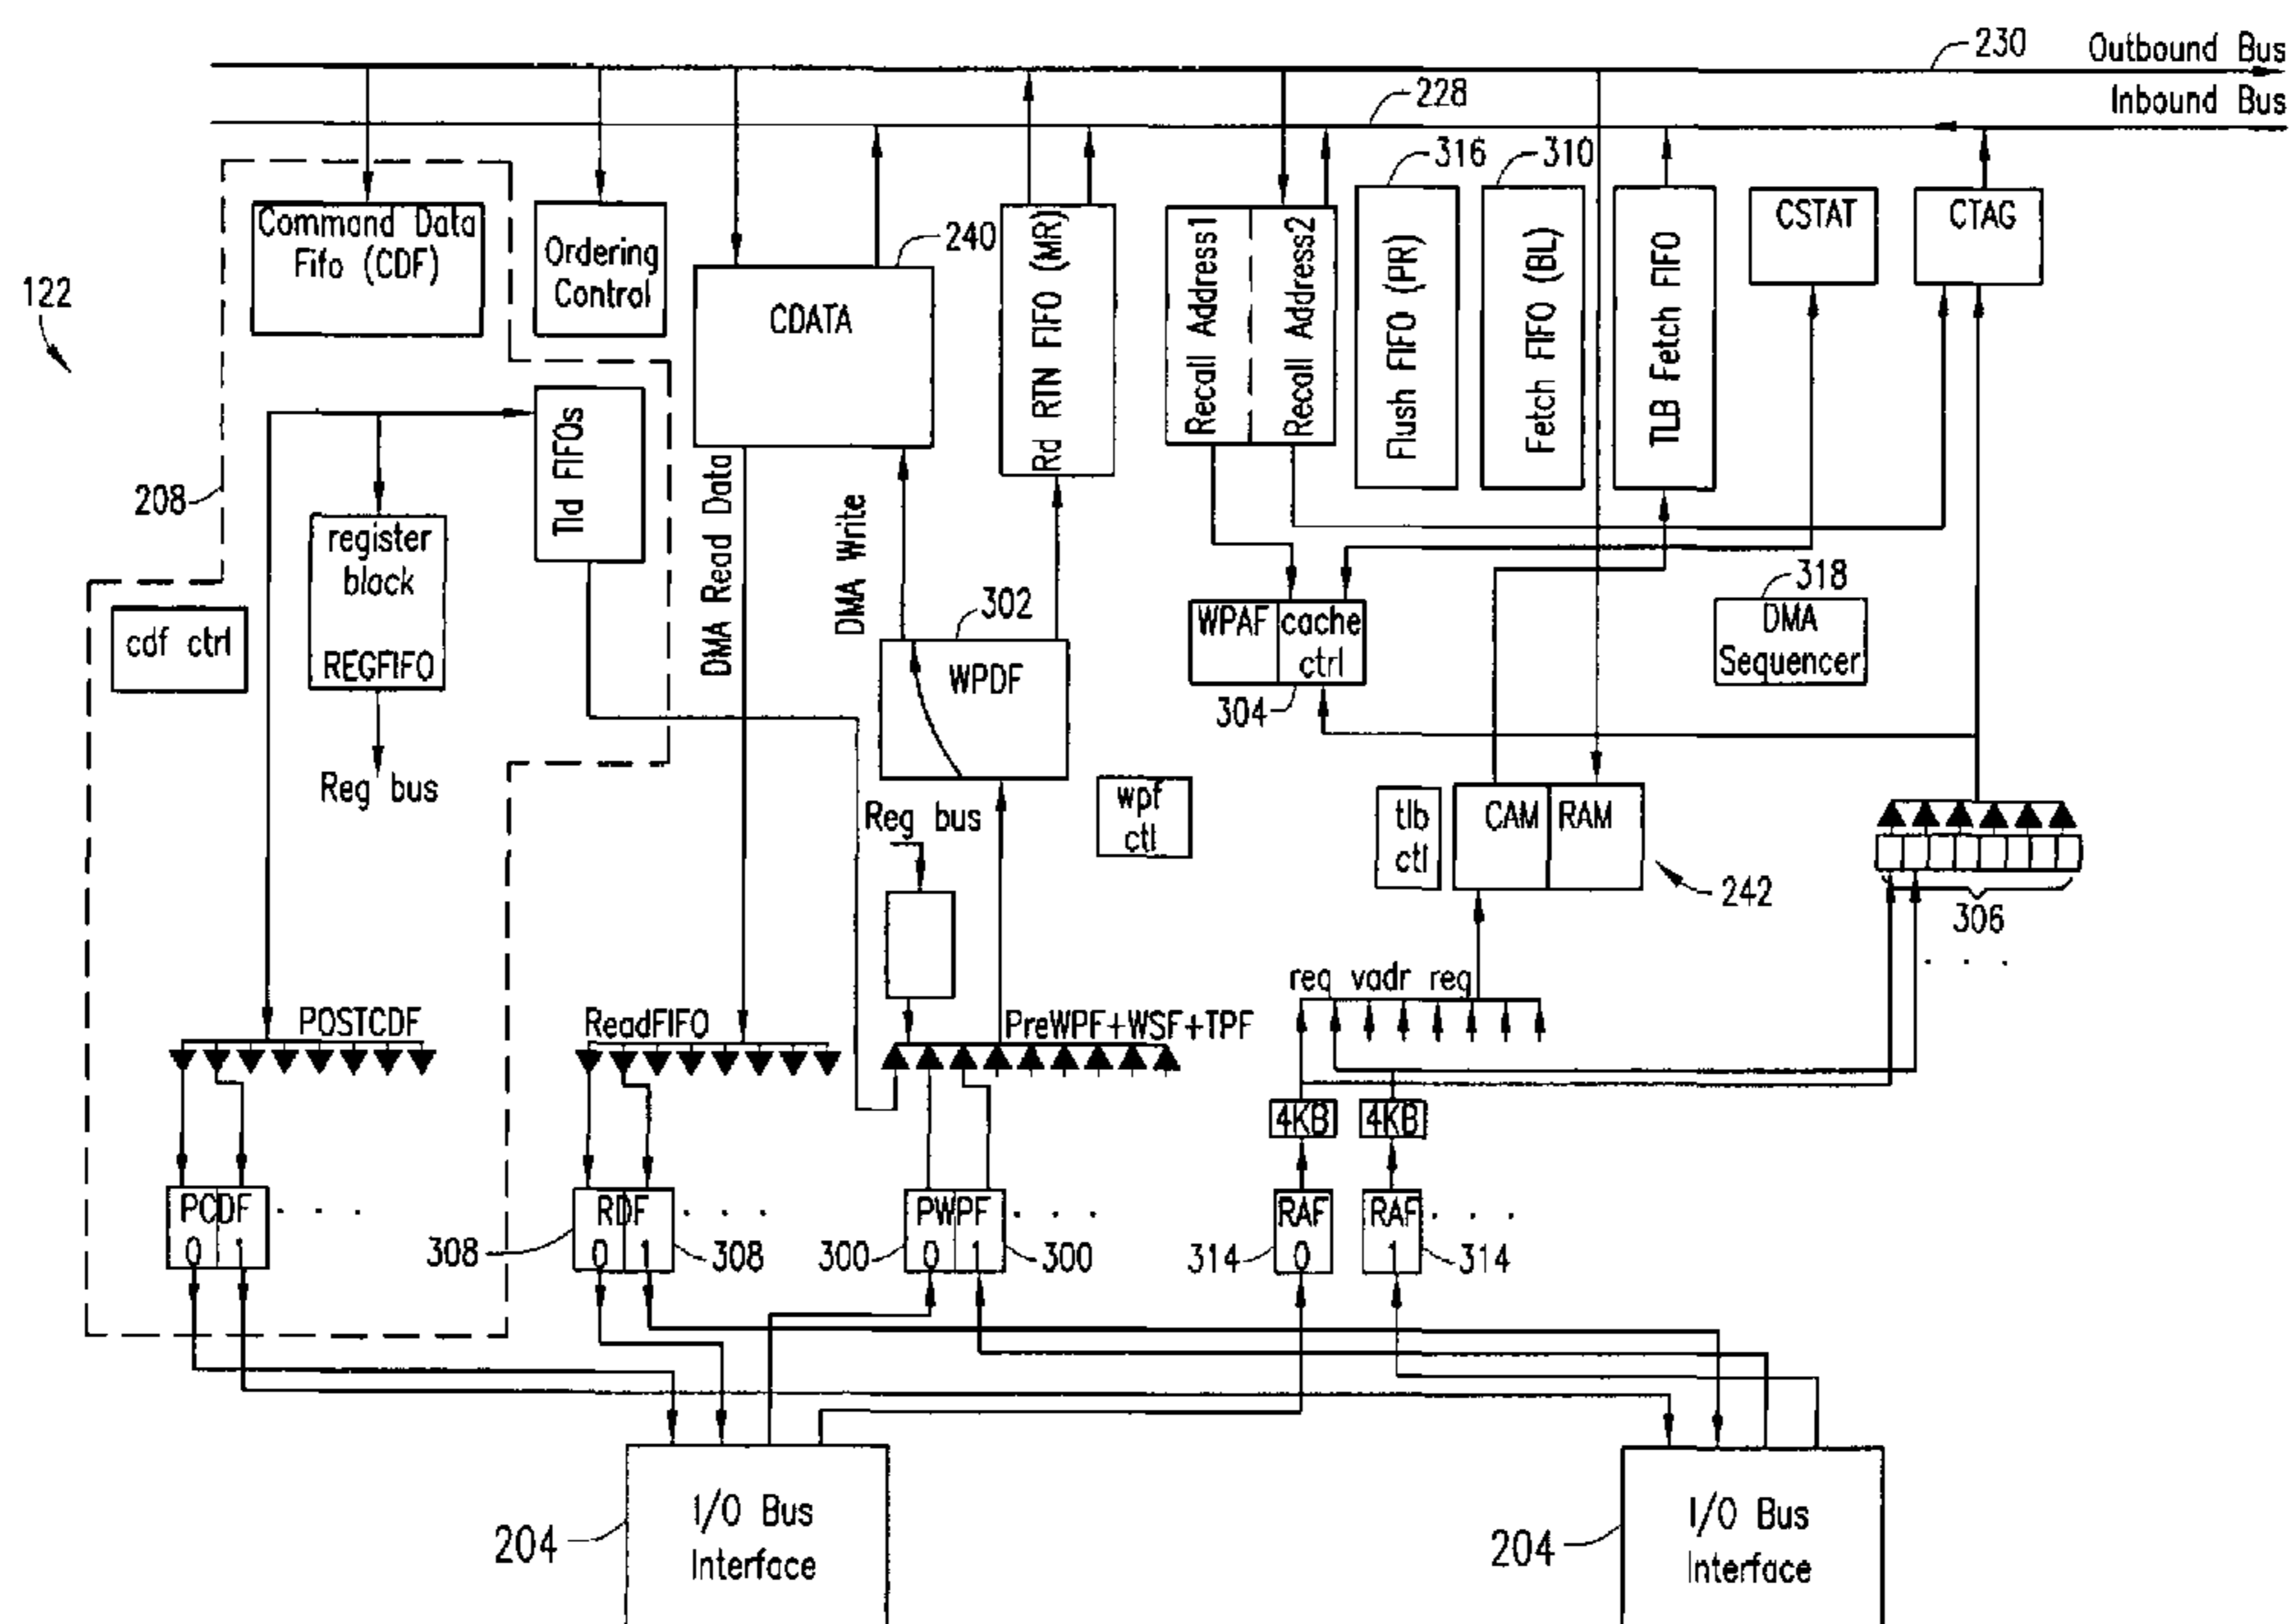 230 Outbound Bus
228 Inbound Bus
122
208
Command Data
Fifo (CDF)
Ordering
Control
240
CDATA
Rd RTN FIFO (MR)
Recall Address1
Recall Address2
316
Flush FIFO (PR)
310
Fetch FIFO (BL)
TLB Fetch FIFO
CSTAT
CTAG
TId FIFOs
register
block
REGFIFO
Reg bus
cdf ctrl
DMA Read Data
DMA Write
302
WPDF
WPAF
cache
ctrl
304
318
DMA
Sequencer
Reg bus
wpf
ctl
tlb
ctl
CAM
RAM
242
306
. . .
req vadr req
POSTCDF
ReadFIFO
PreWPF+WSF+TPF
4KB
4KB
PCDF . . .
0 1
RDF . . .
308 0 1 308
PWPF . . .
300 0 1 300
RAF
314 0
RAF . . .
1 314
204
I/O Bus
Interface
204
I/O Bus
Interface